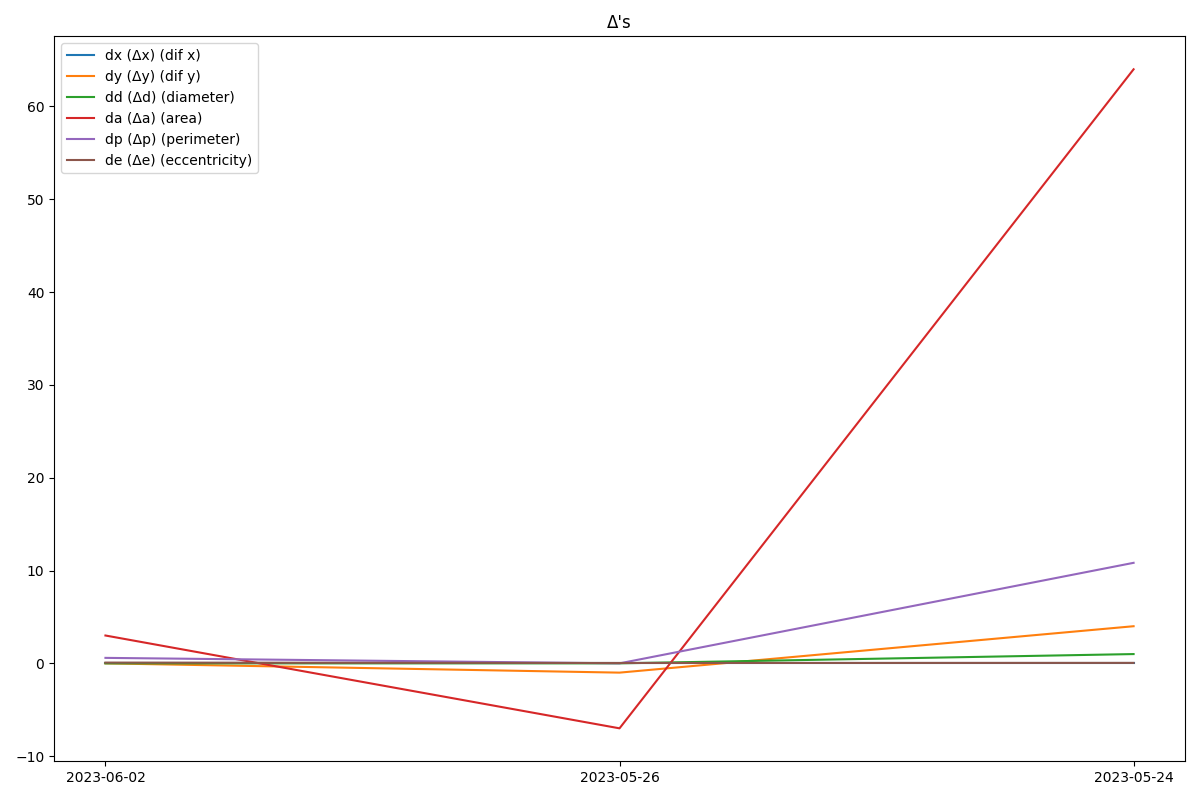 Δ's
dx (Δx) (dif x)
dy (Δy) (dif y)
dd (Δd) (diameter)
da (Δa) (area)
dp (Δp) (perimeter)
de (Δe) (eccentricity)
60
50
40
30
20
10
0
−10
2023-06-02 2023-05-26 2023-05-24